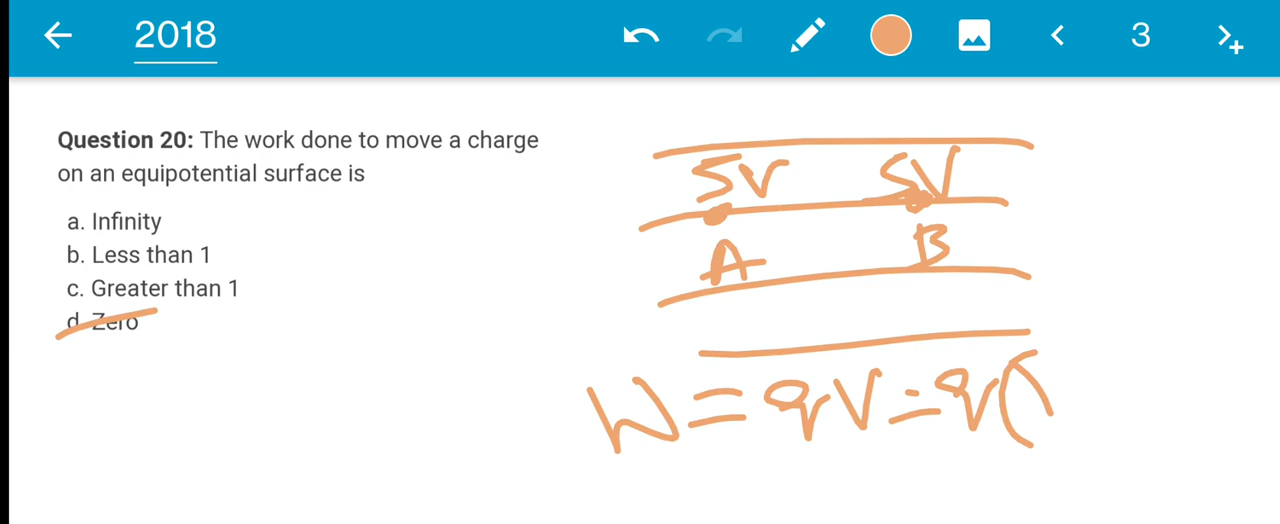 2018
3
Question 20: The work done to move a charge
on an equipotential surface is
a. Infinity
b. Less than 1
c. Greater than 1
d. Zero
5V 5V
A B
W = qV = q(